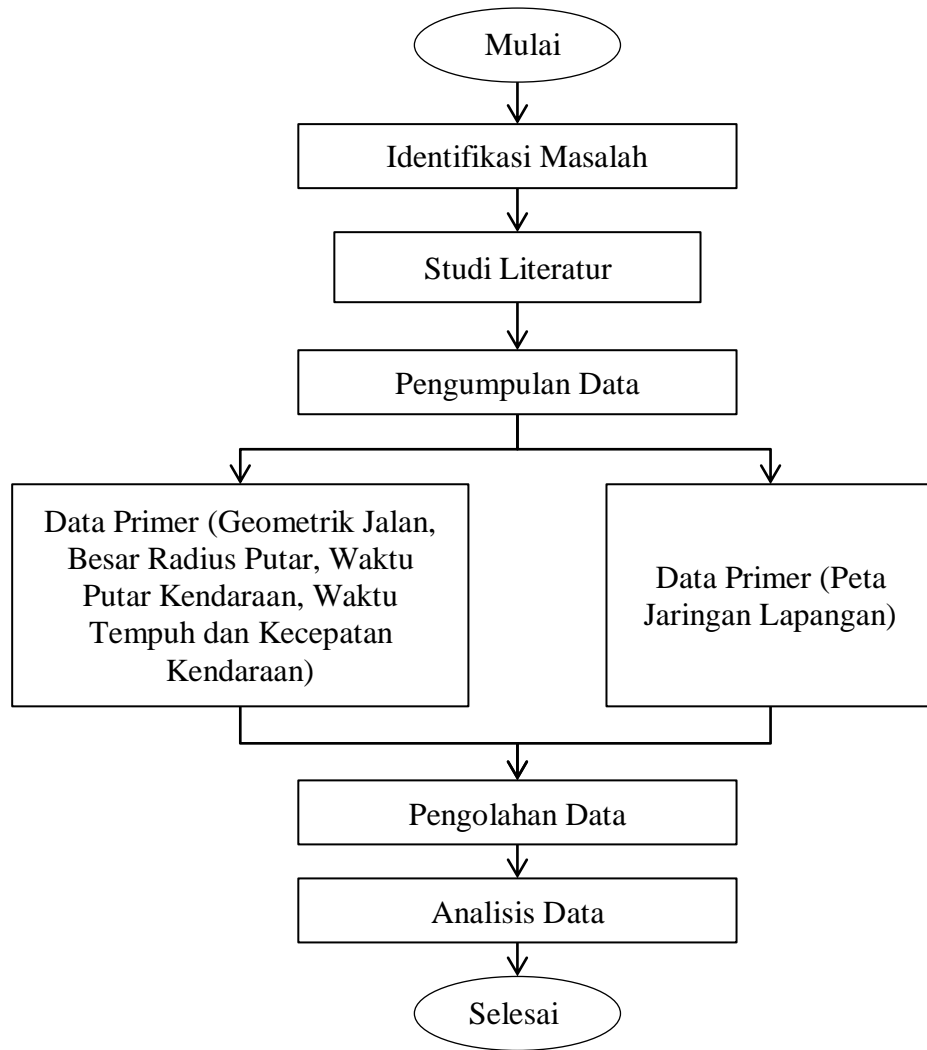 Mulai
Identifikasi Masalah
Studi Literatur
Pengumpulan Data
Data Primer (Geometrik Jalan,
Besar Radius Putar, Waktu
Putar Kendaraan, Waktu
Tempuh dan Kecepatan
Kendaraan)
Data Primer (Peta
Jaringan Lapangan)
Pengolahan Data
Analisis Data
Selesai